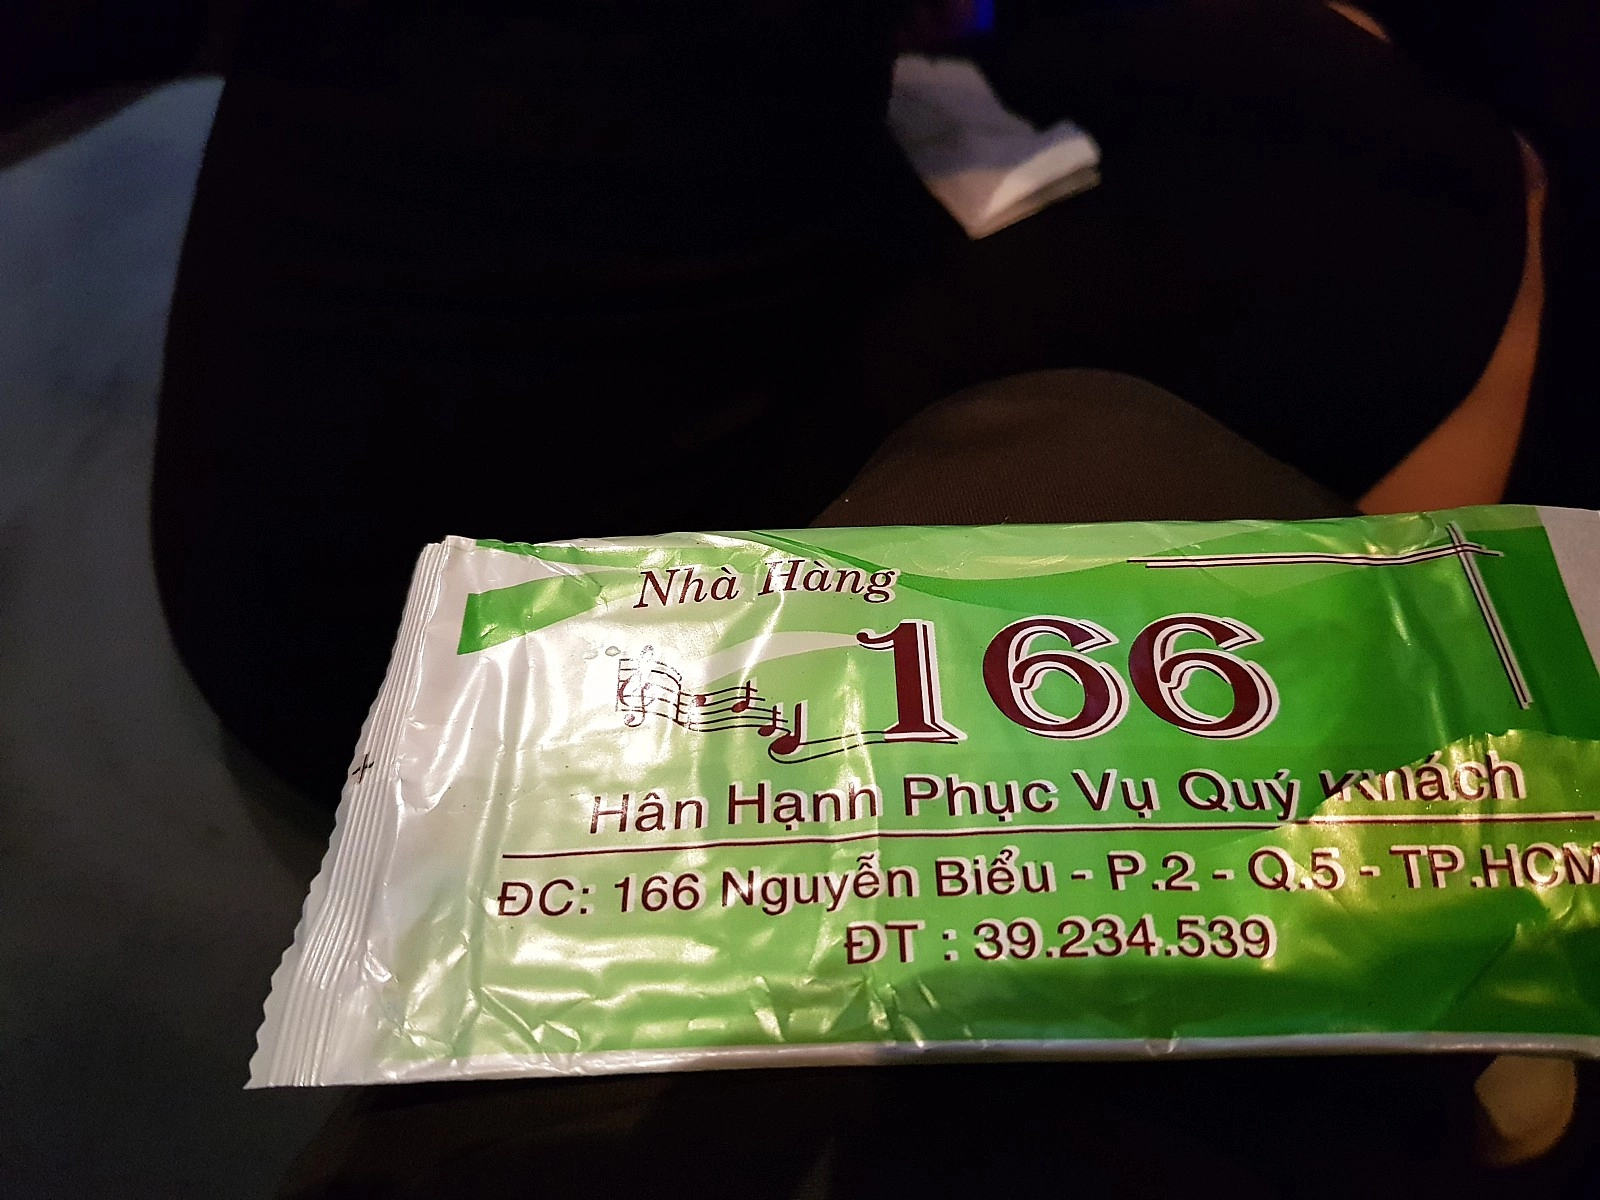 Nhà Hàng
166
Hân Hạnh Phục Vụ Quý Khách
ĐC: 166 Nguyễn Biểu - P.2 - Q.5 - TP.HCM
ĐT : 39.234.539